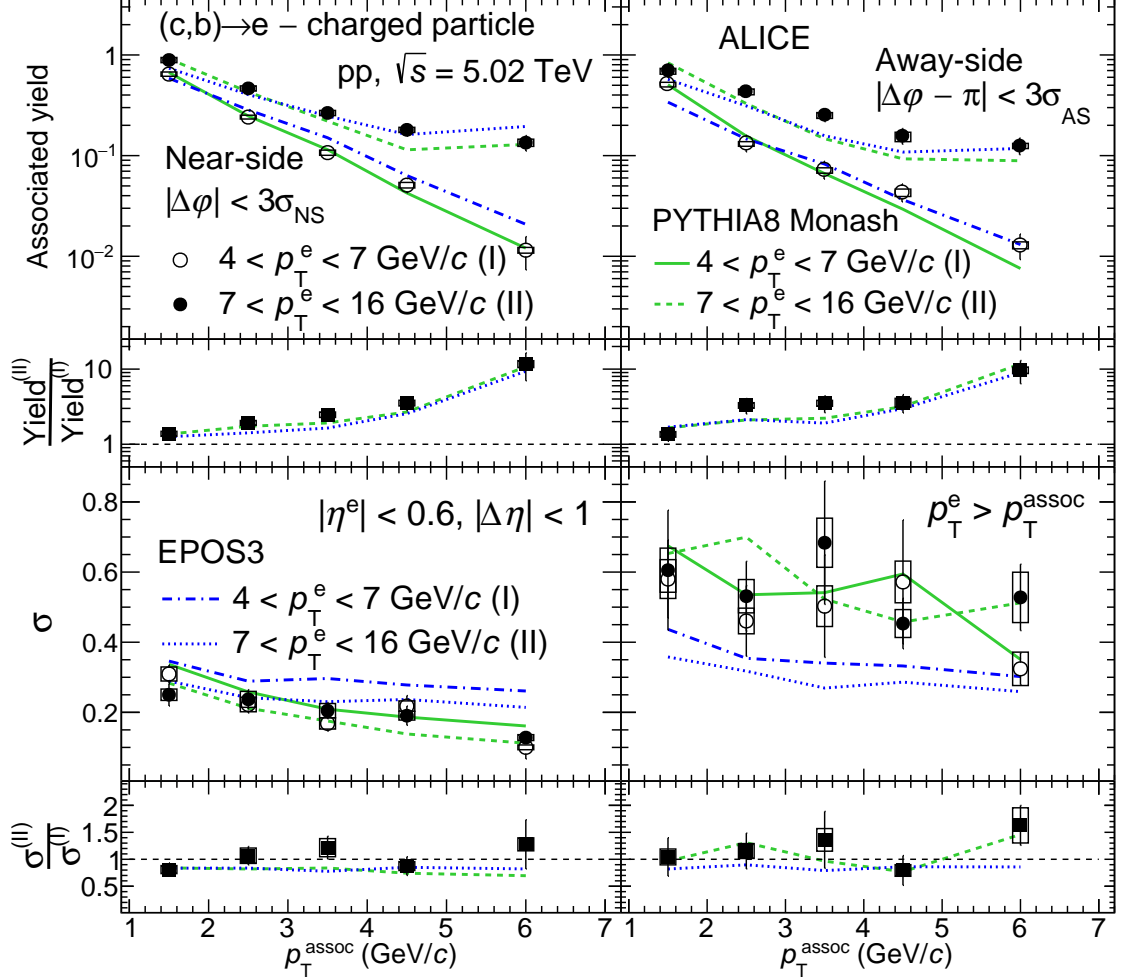 (c,b)→e − charged particle
pp, √s = 5.02 TeV
Near-side
|Δφ| < 3σ_NS
4 < p_T^e < 7 GeV/c (I)
7 < p_T^e < 16 GeV/c (II)
Associated yield
1
10^−1
10^−2
ALICE
Away-side
|Δφ − π| < 3σ_AS
PYTHIA8 Monash
4 < p_T^e < 7 GeV/c (I)
7 < p_T^e < 16 GeV/c (II)
Yield^(II)
Yield^(I)
10
1
|η^e| < 0.6, |Δη| < 1
EPOS3
4 < p_T^e < 7 GeV/c (I)
7 < p_T^e < 16 GeV/c (II)
σ
0.8
0.6
0.4
0.2
p_T^e > p_T^assoc
σ^(II)
σ^(I)
2
1.5
1
0.5
1 2 3 4 5 6 7
1 2 3 4 5 6 7
p_T^assoc (GeV/c)
p_T^assoc (GeV/c)